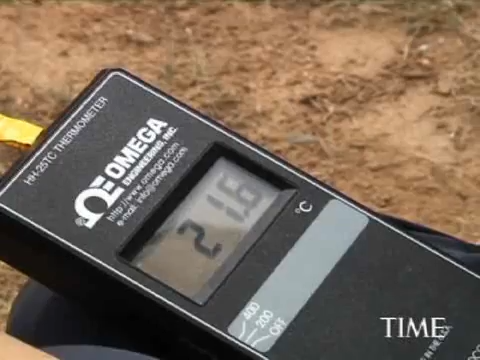 HH-25TC THERMOMETER
OMEGA
ENGINEERING, INC.
http://www.omega.com
e-mail: info@omega.com
21.6
°C
400
200
OFF
TIME